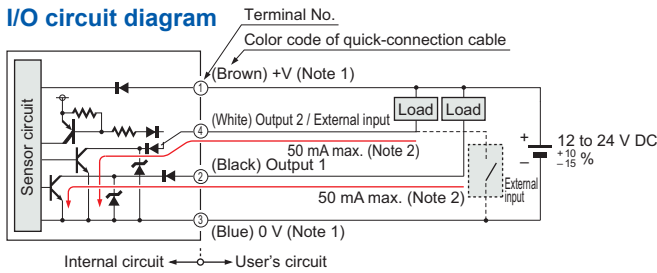 I/O circuit diagram
Terminal No.
Color code of quick-connection cable
(Brown) +V (Note 1)
1
Sensor circuit
Load
Load
(White) Output 2 / External input
4
50 mA max. (Note 2)
+
12 to 24 V DC
+10
−15 %
−
(Black) Output 1
2
External
input
50 mA max. (Note 2)
3
(Blue) 0 V (Note 1)
Internal circuit
User's circuit